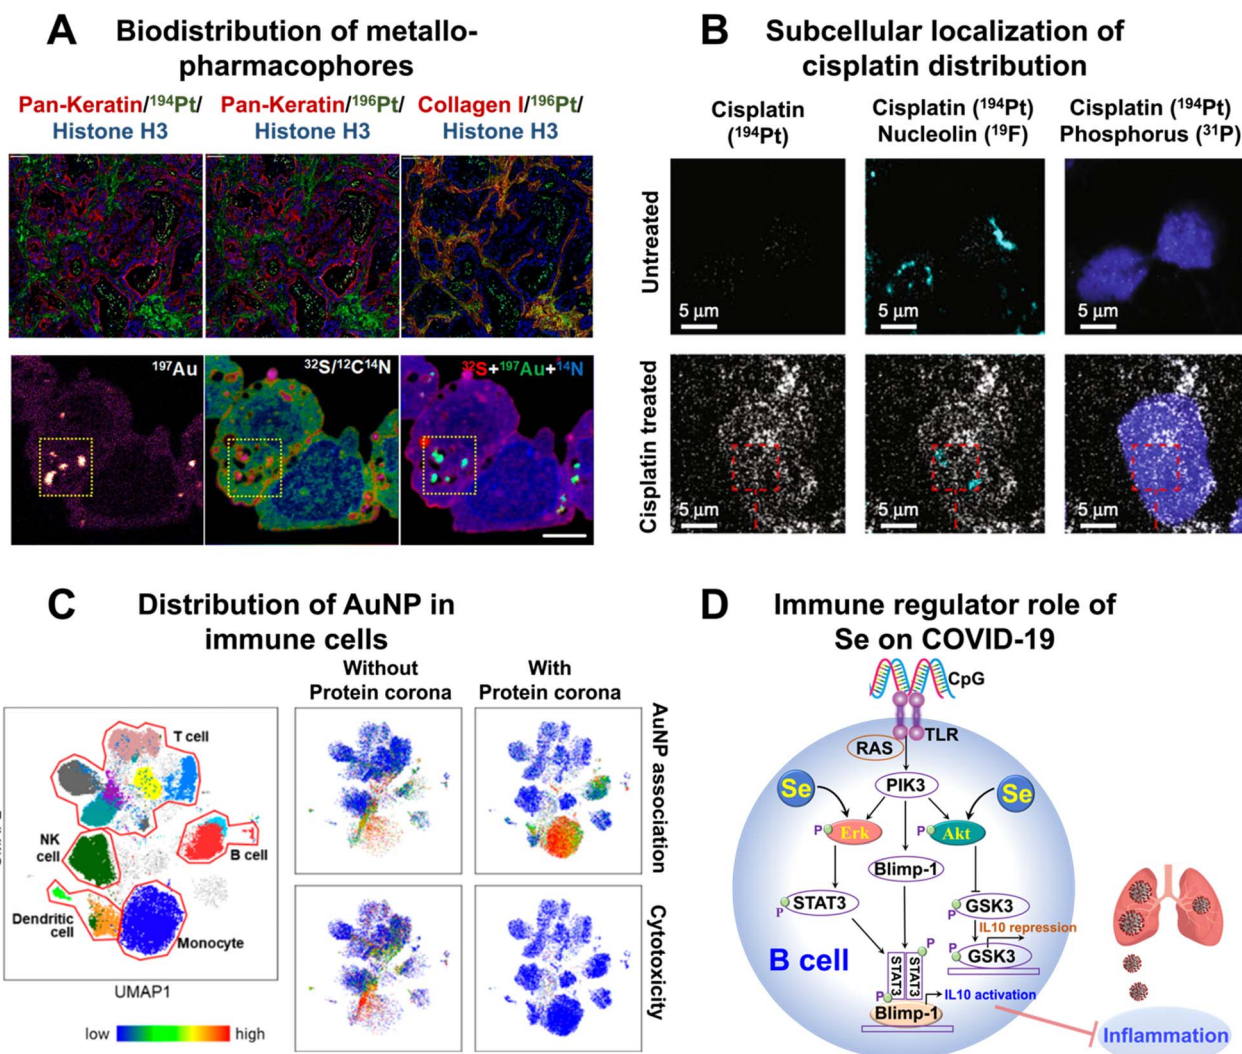 A
Biodistribution of metallo-
pharmacophores
Pan-Keratin/¹⁹⁴Pt/
Histone H3
Pan-Keratin/¹⁹⁶Pt/
Histone H3
Collagen I/¹⁹⁶Pt/
Histone H3
¹⁹⁷Au
³²S/¹²C¹⁴N
³²S+¹⁹⁷Au+¹⁴N
B
Subcellular localization of
cisplatin distribution
Cisplatin
(¹⁹⁴Pt)
Cisplatin (¹⁹⁴Pt)
Nucleolin (¹⁹F)
Cisplatin (¹⁹⁴Pt)
Phosphorus (³¹P)
Untreated
5 μm
5 μm
5 μm
Cisplatin treated
5 μm
5 μm
5 μm
C
Distribution of AuNP in
immune cells
Without
Protein corona
With
Protein corona
T cell
NK
cell
B cell
Dendritic
cell
Monocyte
UMAP1
low
high
AuNP association
Cytotoxicity
D
Immune regulator role of
Se on COVID-19
CpG
TLR
RAS
PIK3
Se
Se
P
Erk
P
Akt
Blimp-1
P
STAT3
P
GSK3
IL10 repression
P
GSK3
B cell
P
STAT3
STAT3
P
IL10 activation
Blimp-1
Inflammation